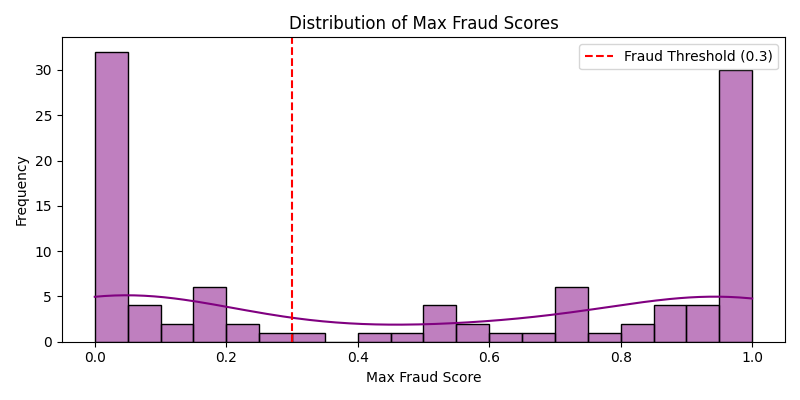 Distribution of Max Fraud Scores
Fraud Threshold (0.3)
30
25
20
15
10
5
0
Frequency
0.0 0.2 0.4 0.6 0.8 1.0
Max Fraud Score